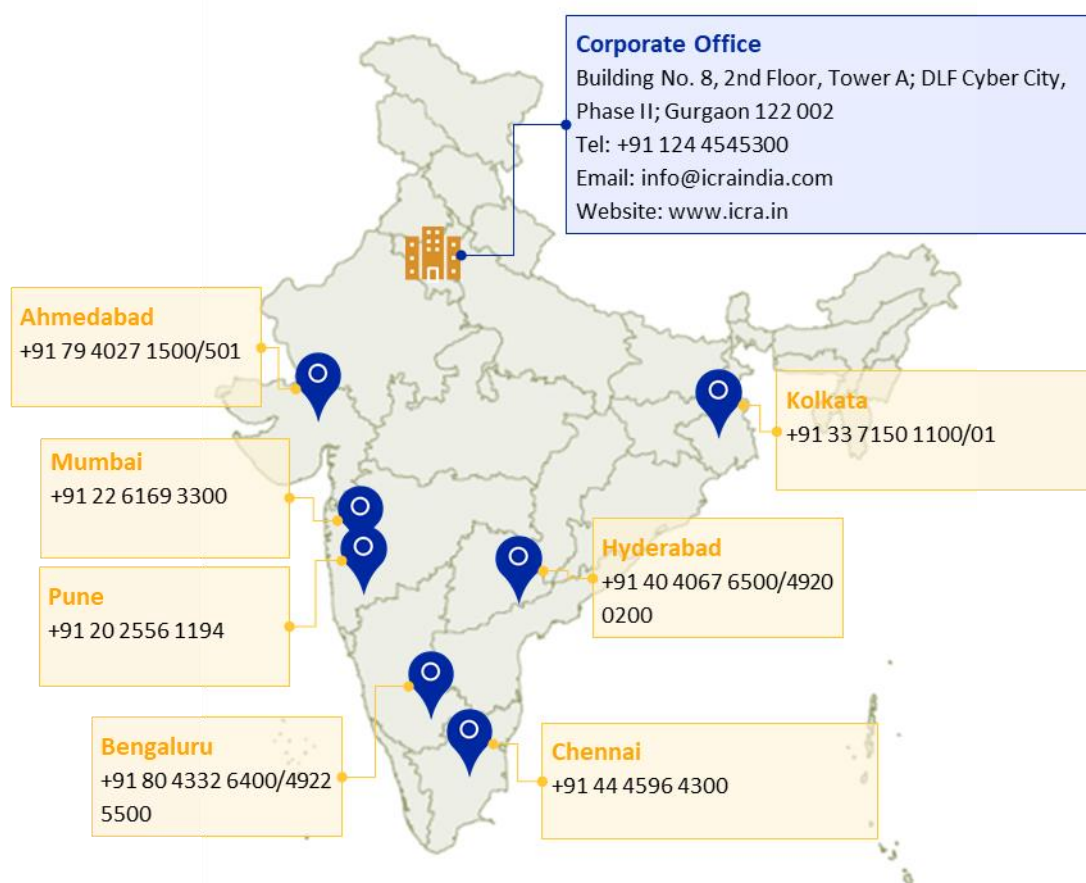 Corporate Office
Building No. 8, 2nd Floor, Tower A; DLF Cyber City,
Phase II; Gurgaon 122 002
Tel: +91 124 4545300
Email: info@icraindia.com
Website: www.icra.in
Ahmedabad
+91 79 4027 1500/501
Kolkata
+91 33 7150 1100/01
Mumbai
+91 22 6169 3300
Hyderabad
+91 40 4067 6500/4920
0200
Pune
+91 20 2556 1194
Bengaluru
+91 80 4332 6400/4922
5500
Chennai
+91 44 4596 4300